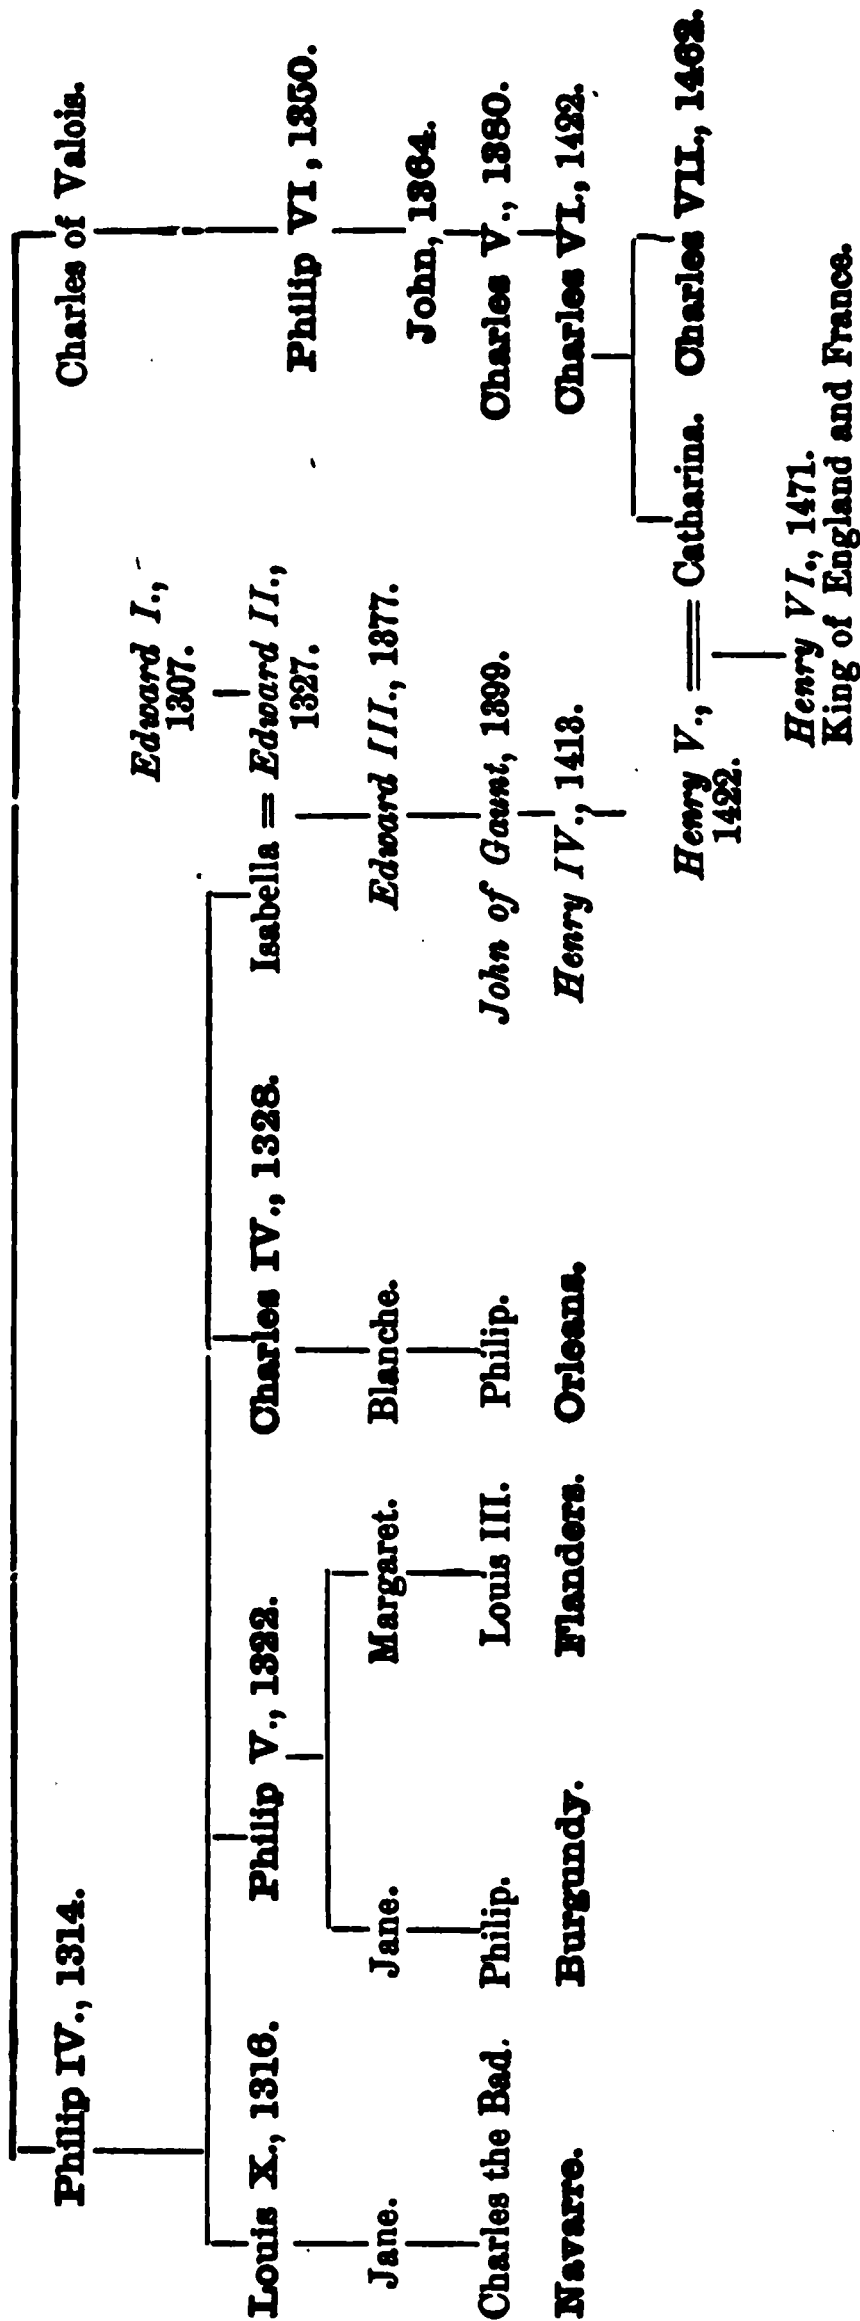 Philip IV., 1314.
Charles of Valois.
Edward I.,
1307.
Louis X., 1316.
Philip V., 1322.
Charles IV., 1328.
Isabella = Edward II.,
1327.
Philip VI, 1350.
Jane.
Jane.
Margaret.
Blanche.
Edward III., 1377.
John, 1364.
Charles the Bad.
Philip.
Louis III.
Philip.
John of Gaunt, 1399.
Charles V., 1380.
Navarre.
Burgundy.
Flanders.
Orleans.
Henry IV., 1413.
Charles VI., 1422.
Henry V., = Catharina.
1422.
Charles VII., 1462.
Henry VI., 1471.
King of England and France.